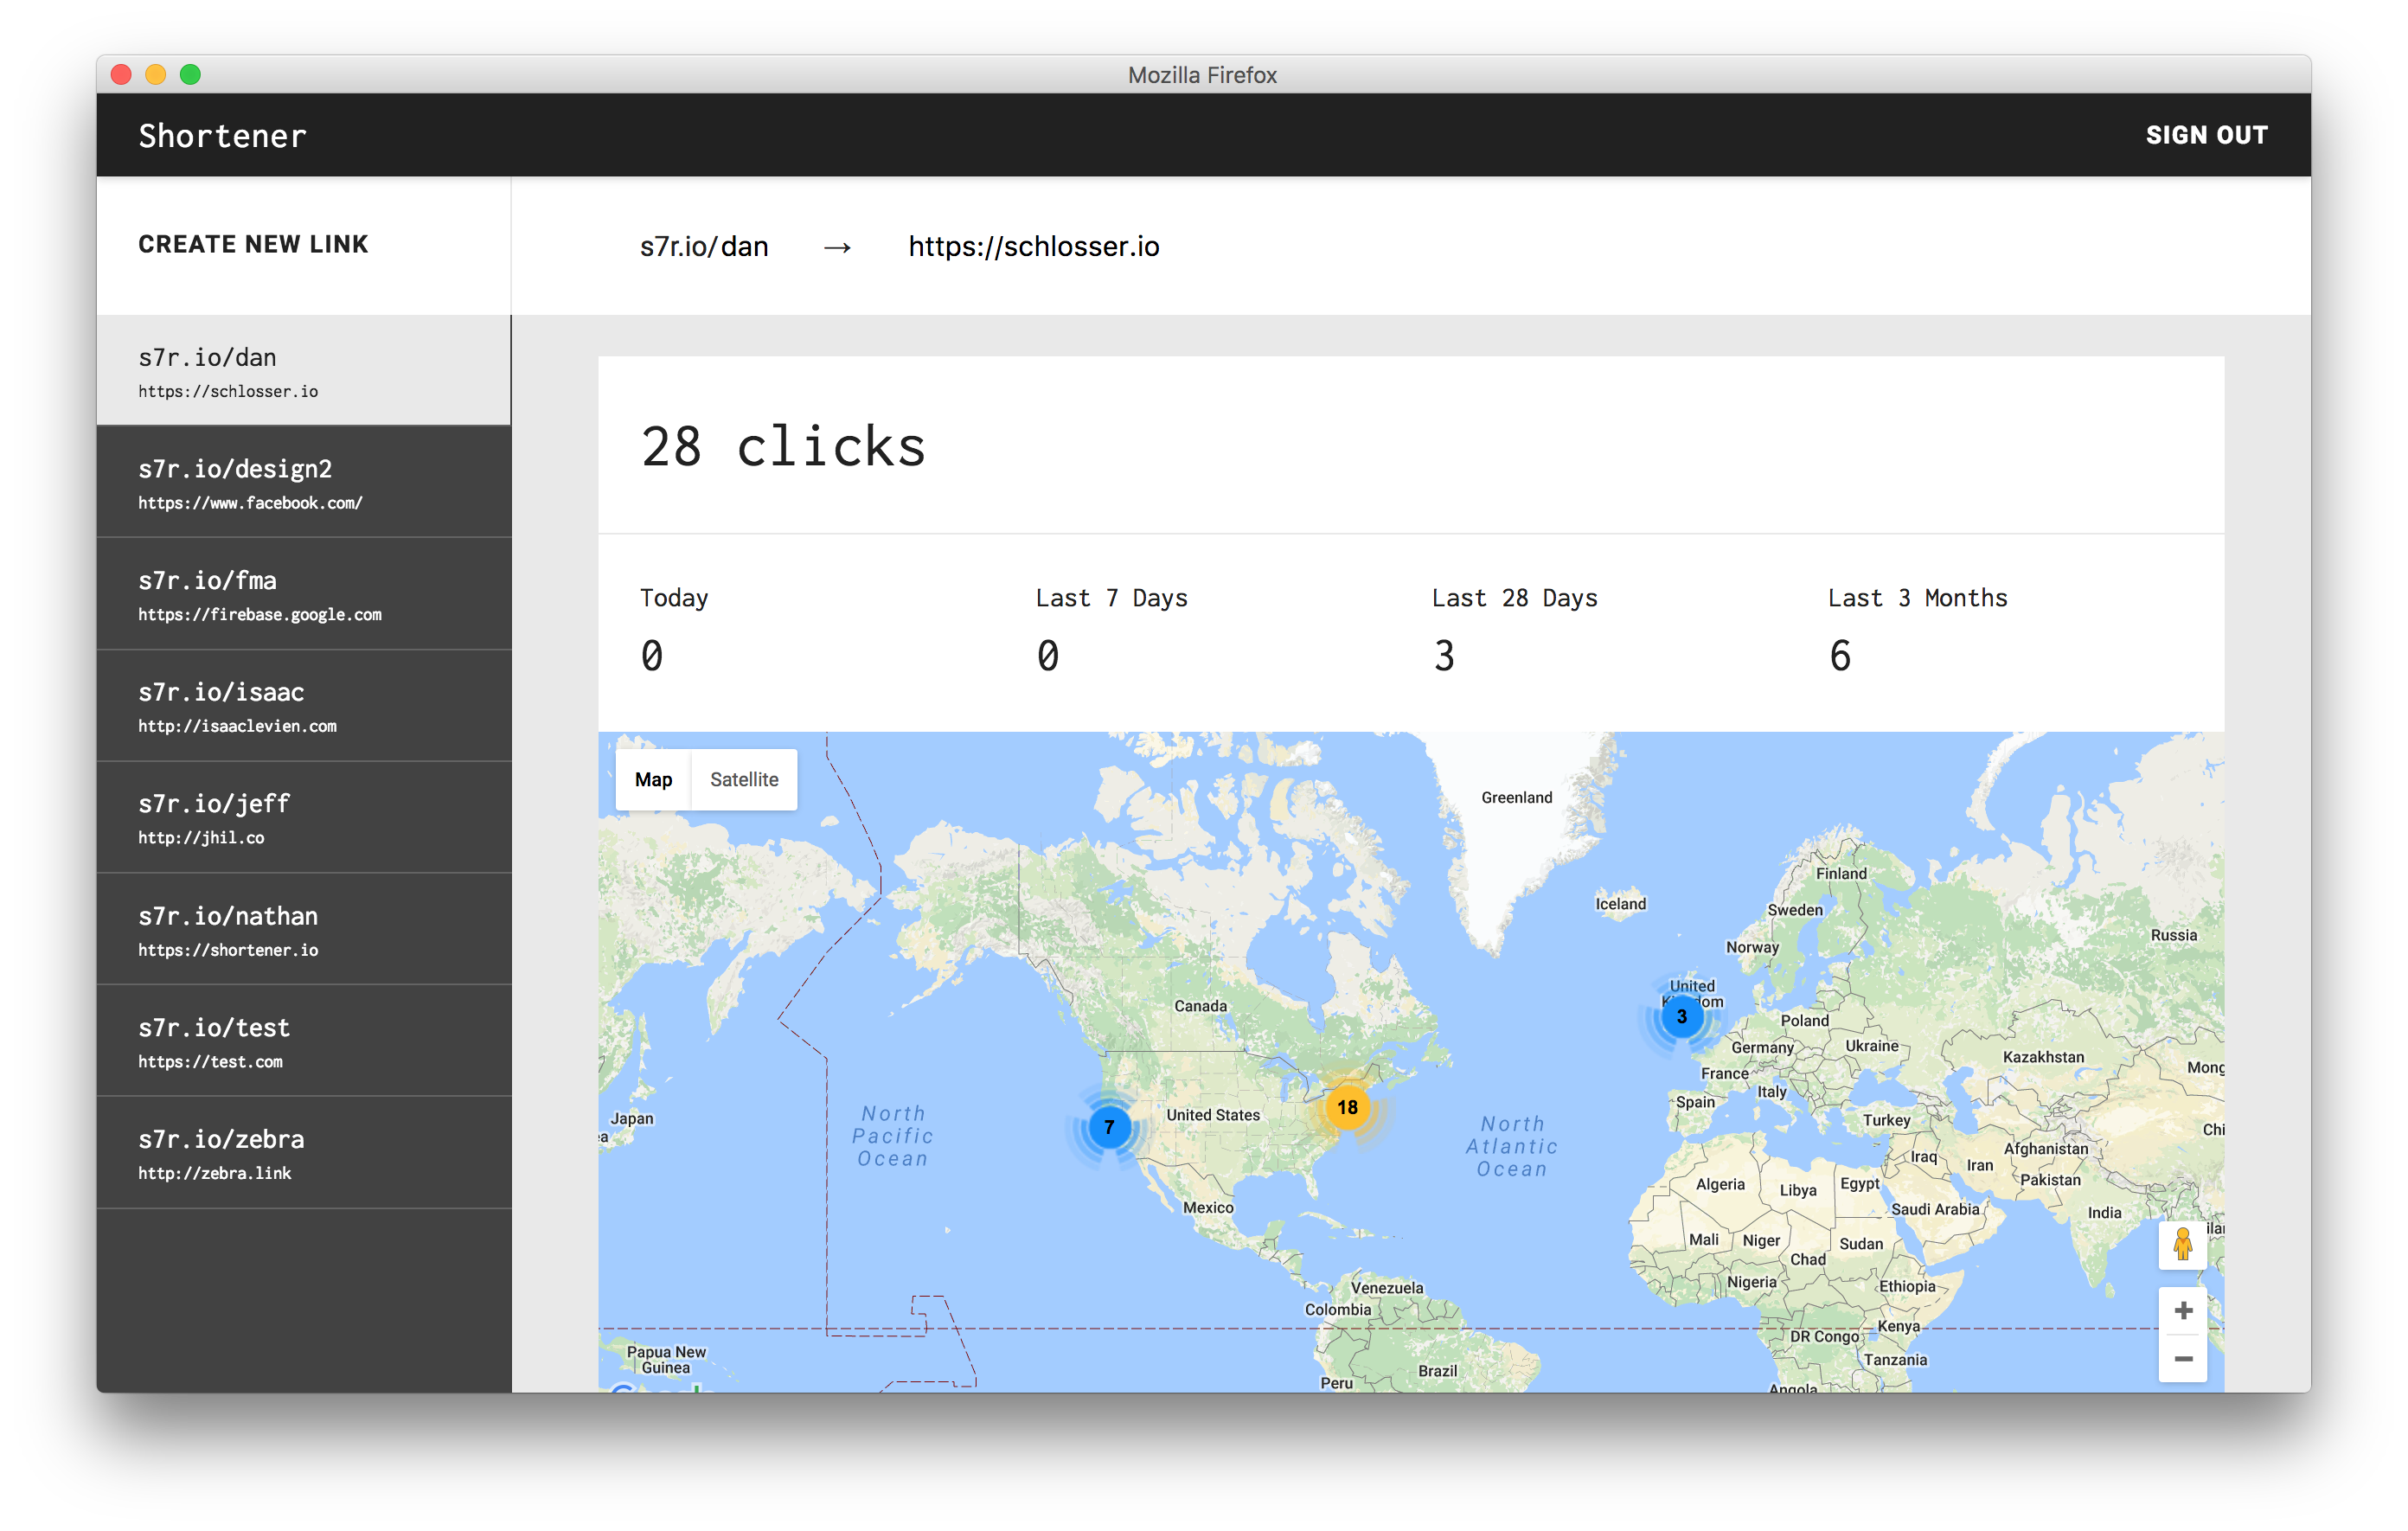 Mozilla Firefox
Shortener
SIGN OUT
CREATE NEW LINK
s7r.io/dan → https://schlosser.io
s7r.io/dan
https://schlosser.io
s7r.io/design2
https://www.facebook.com/
s7r.io/fma
https://firebase.google.com
s7r.io/isaac
http://isaaclevien.com
s7r.io/jeff
http://jhil.co
s7r.io/nathan
https://shortener.io
s7r.io/test
https://test.com
s7r.io/zebra
http://zebra.link
28 clicks
Today
0
Last 7 Days
0
Last 28 Days
3
Last 3 Months
6
Map
Satellite
Greenland
Finland
Iceland
Sweden
Norway
Russia
United
Kingdom
3
Canada
Poland
Germany
Ukraine
Kazakhstan
France
Mong
Italy
Spain
Japan
ea
North
Pacific
Ocean
7
United States
18
North
Atlantic
Ocean
Turkey
Chi
Afghanistan
Iraq
Iran
Pakistan
Algeria
Libya
Egypt
Saudi Arabia
India
Mexico
Mali
Niger
Sudan
Chad
Nigeria
Ethiopia
Venezuela
Colombia
Kenya
DR Congo
Tanzania
Papua New
Guinea
Brazil
Peru
Angola
Google
+
−